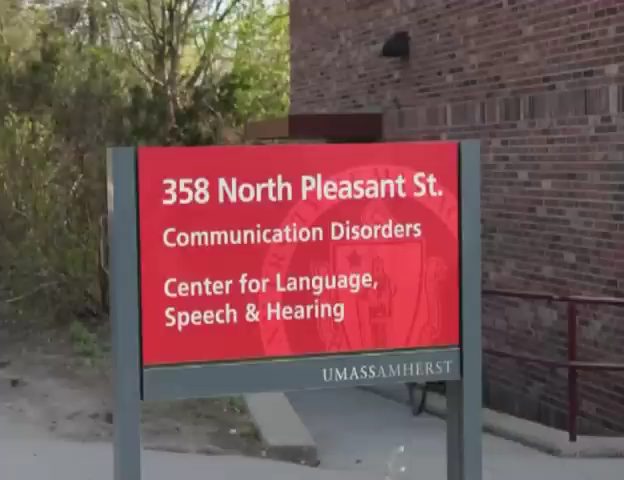 358 North Pleasant St.
Communication Disorders
Center for Language,
Speech & Hearing
UMASSAMHERST